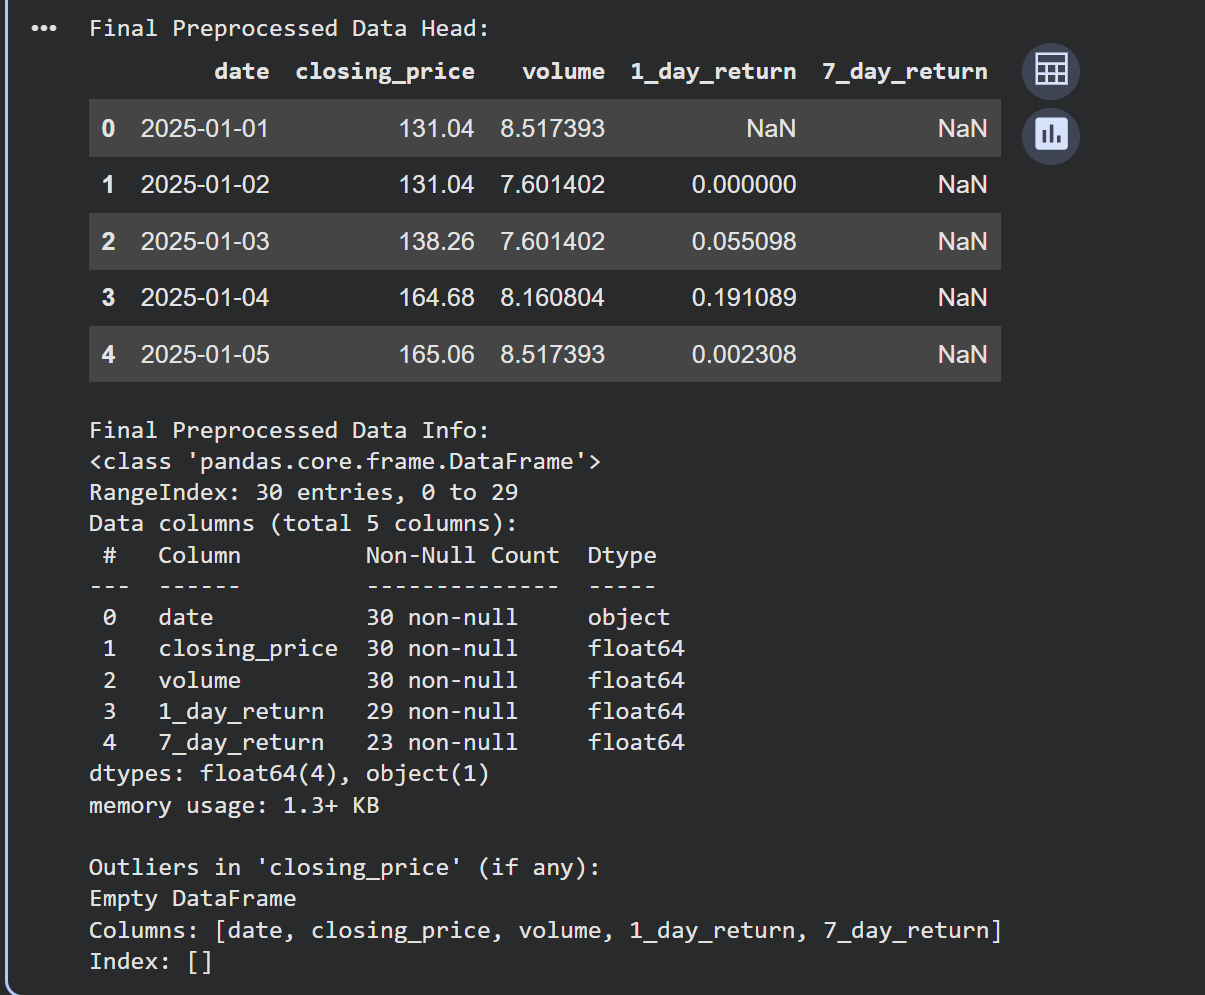 Final Preprocessed Data Head:
date closing_price volume 1_day_return 7_day_return
0 2025-01-01 131.04 8.517393 NaN NaN
1 2025-01-02 131.04 7.601402 0.000000 NaN
2 2025-01-03 138.26 7.601402 0.055098 NaN
3 2025-01-04 164.68 8.160804 0.191089 NaN
4 2025-01-05 165.06 8.517393 0.002308 NaN
Final Preprocessed Data Info:
<class 'pandas.core.frame.DataFrame'>
RangeIndex: 30 entries, 0 to 29
Data columns (total 5 columns):
# Column Non-Null Count Dtype
--- ------ -------------- -----
0 date 30 non-null object
1 closing_price 30 non-null float64
2 volume 30 non-null float64
3 1_day_return 29 non-null float64
4 7_day_return 23 non-null float64
dtypes: float64(4), object(1)
memory usage: 1.3+ KB
Outliers in 'closing_price' (if any):
Empty DataFrame
Columns: [date, closing_price, volume, 1_day_return, 7_day_return]
Index: []